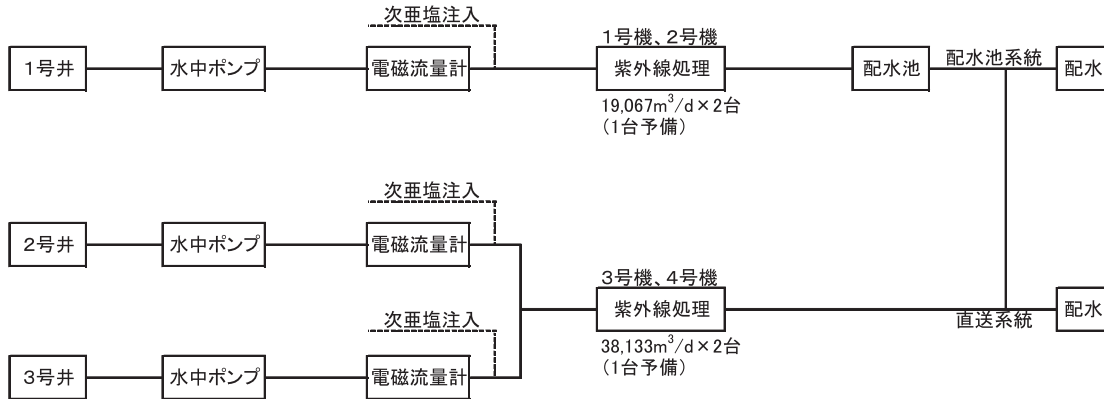 次亜塩注入
1号機、2号機
1号井
水中ポンプ
電磁流量計
紫外線処理
配水池
配水池系統
配水
19,067m³/d×2台
(1台予備)
次亜塩注入
2号井
水中ポンプ
電磁流量計
3号機、4号機
紫外線処理
配水
直送系統
次亜塩注入
38,133m³/d×2台
(1台予備)
3号井
水中ポンプ
電磁流量計